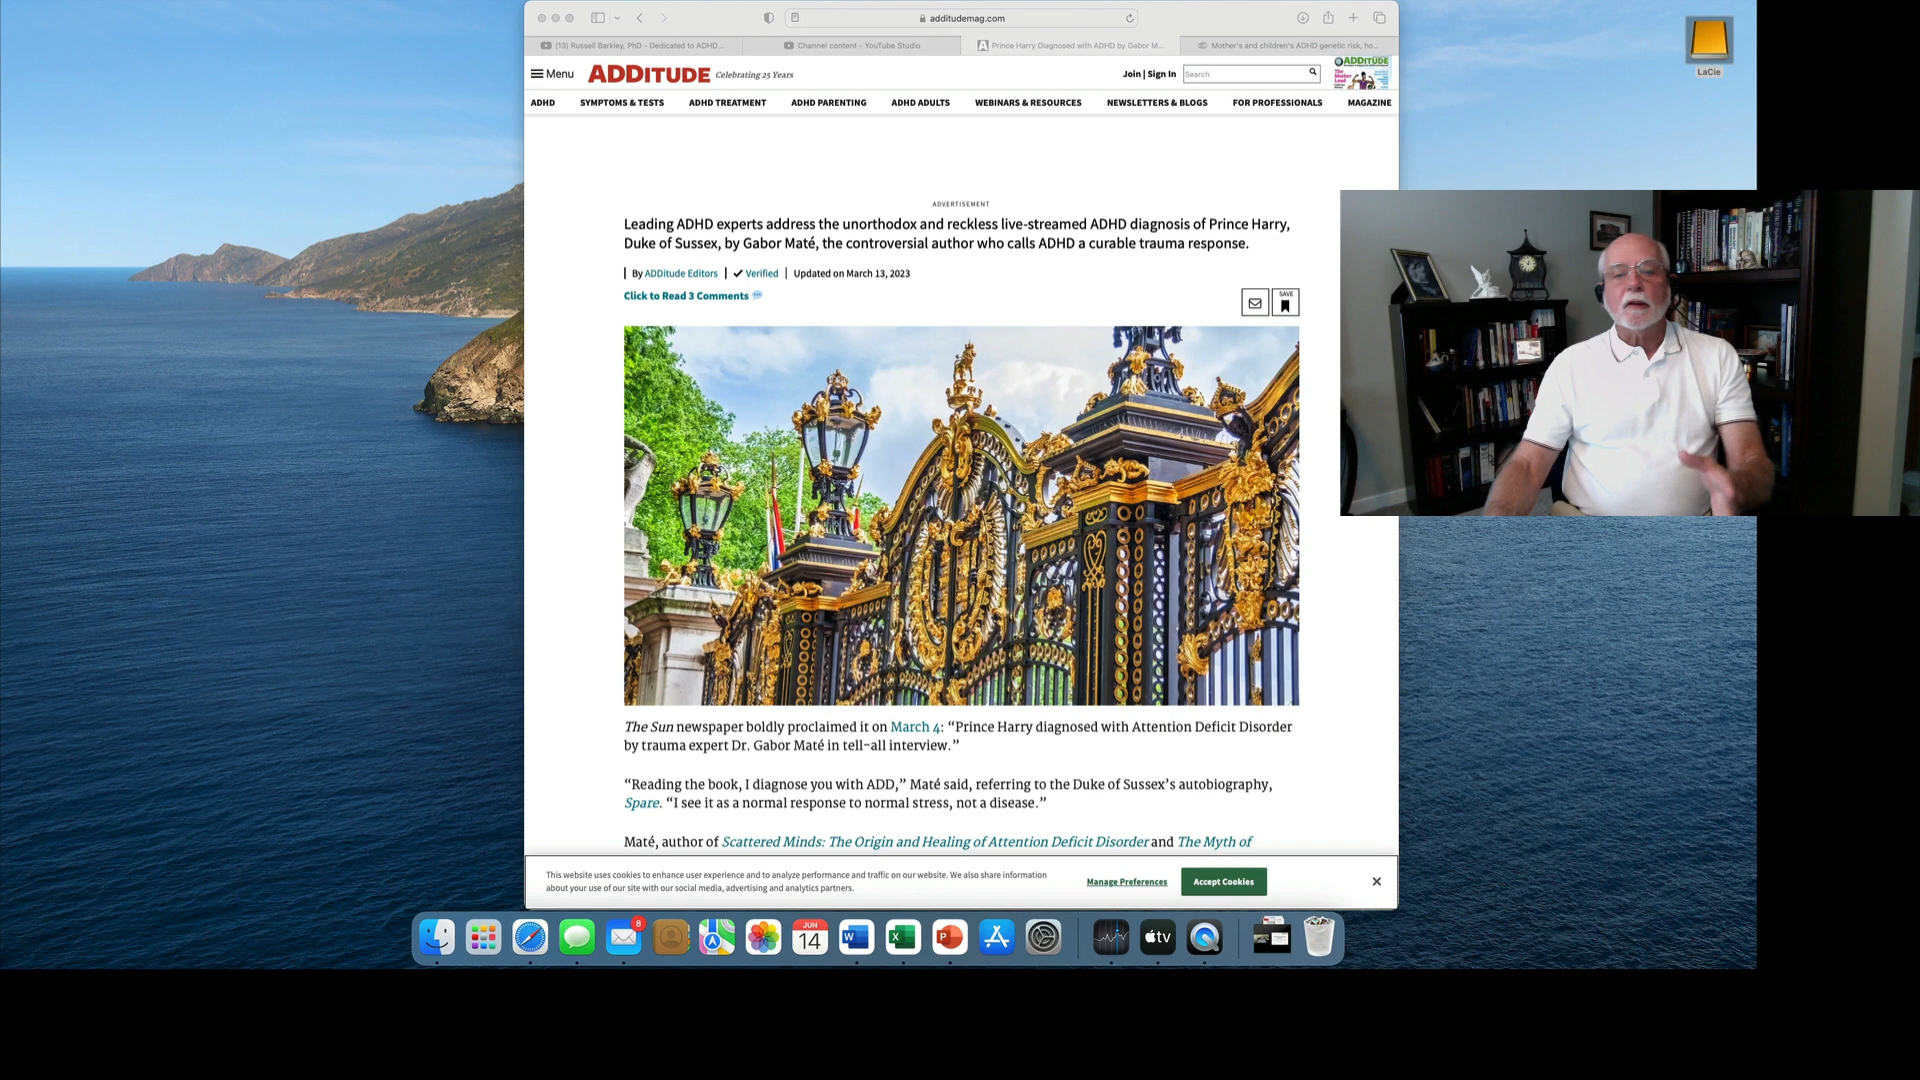 additudemag.com
(13) Russell Barkley, PhD - Dedicated to ADHD...
Channel content - YouTube Studio
Prince Harry Diagnosed with ADHD by Gabor M...
Mother's and children's ADHD genetic risk, ho...
LaCie
Menu
ADDITUDE
Celebrating 25 Years
Join | Sign In
Search
ADDITUDE
ADHD
SYMPTOMS & TESTS
ADHD TREATMENT
ADHD PARENTING
ADHD ADULTS
WEBINARS & RESOURCES
NEWSLETTERS & BLOGS
FOR PROFESSIONALS
MAGAZINE
ADVERTISEMENT
Leading ADHD experts address the unorthodox and reckless live-streamed ADHD diagnosis of Prince Harry,
Duke of Sussex, by Gabor Maté, the controversial author who calls ADHD a curable trauma response.
By ADDitude Editors | Verified | Updated on March 13, 2023
Click to Read 3 Comments
SAVE
The Sun newspaper boldly proclaimed it on March 4: “Prince Harry diagnosed with Attention Deficit Disorder
by trauma expert Dr. Gabor Maté in tell-all interview.”
“Reading the book, I diagnose you with ADD,” Maté said, referring to the Duke of Sussex’s autobiography,
Spare. “I see it as a normal response to normal stress, not a disease.”
Maté, author of Scattered Minds: The Origin and Healing of Attention Deficit Disorder and The Myth of
This website uses cookies to enhance user experience and to analyze performance and traffic on our website. We also share information
about your use of our site with our social media, advertising and analytics partners.
Manage Preferences
Accept Cookies
8
JUN
14
W
X
P
tv